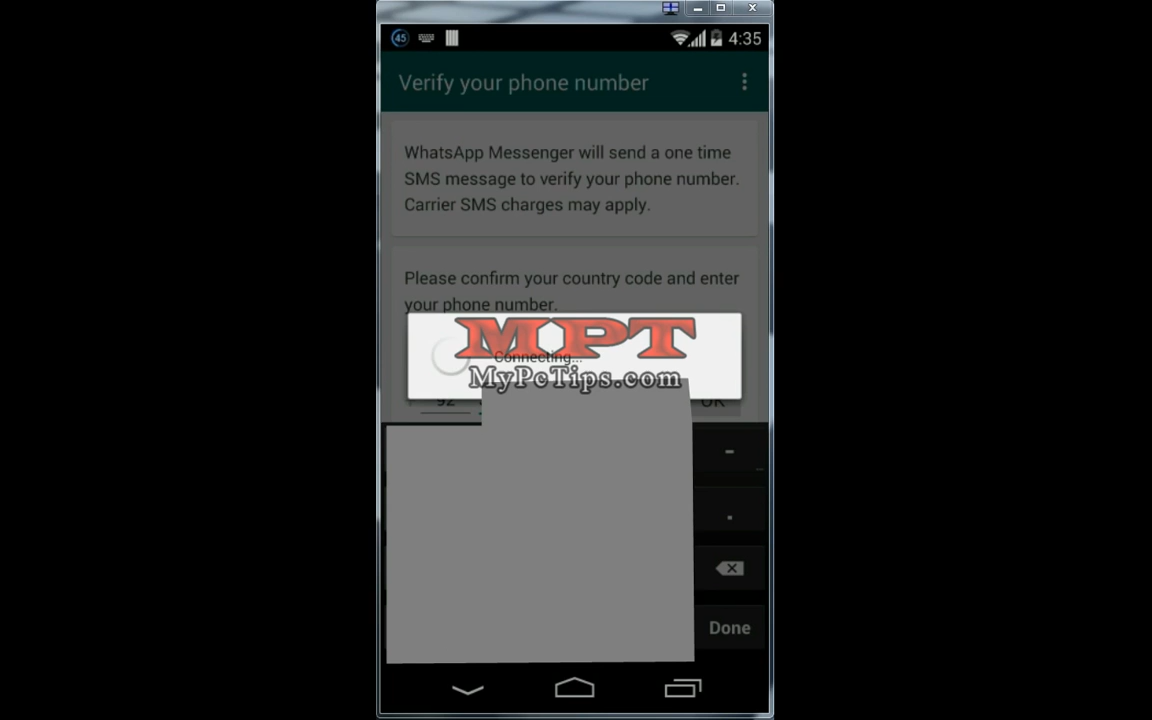 45
4:35
Verify your phone number
WhatsApp Messenger will send a one time
SMS message to verify your phone number.
Carrier SMS charges may apply.
Please confirm your country code and enter
your phone number.
MPT
Connecting...
MyPcTips.com
92
OK
-
.
Done